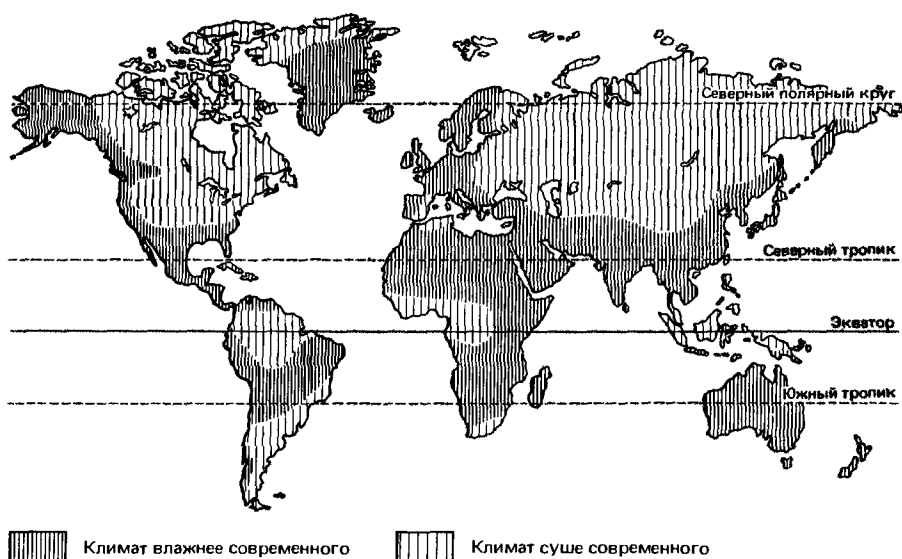 Северный полярный круг
Северный тропик
Экватор
Южный тропик
Климат влажнее современного
Климат суше современного